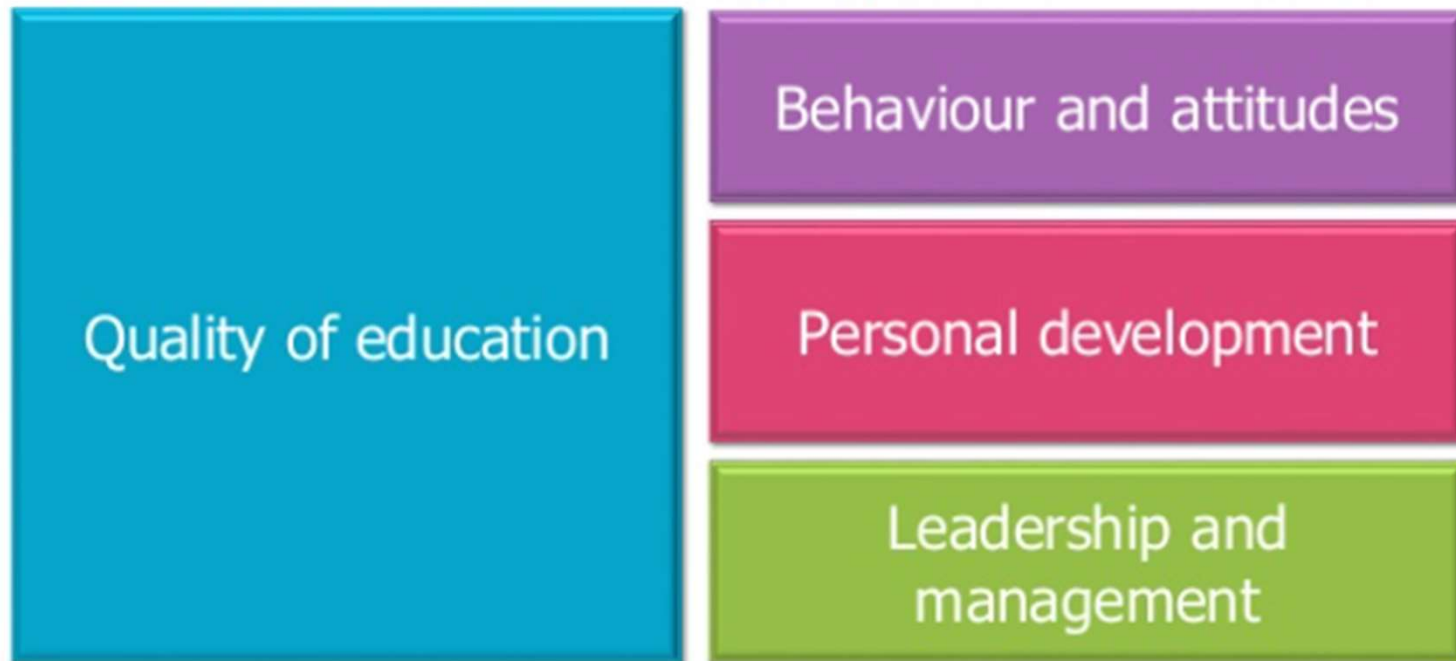 Quality of education
Behaviour and attitudes
Personal development
Leadership and
management